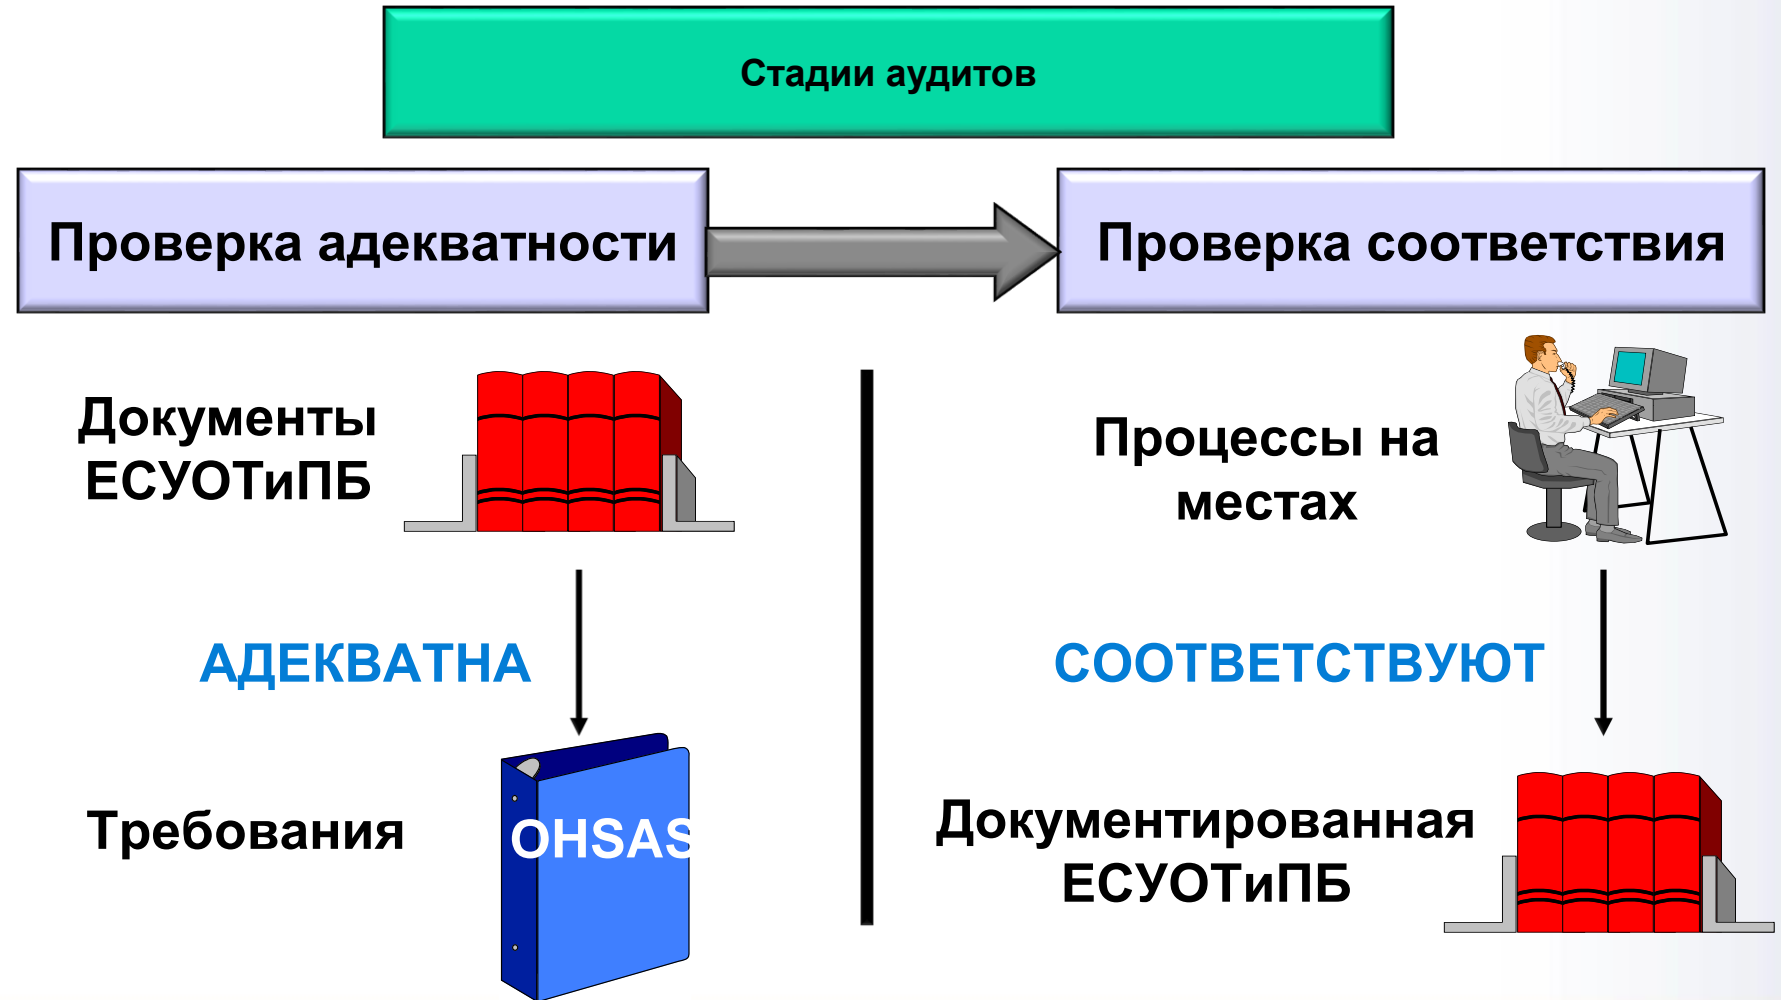 Стадии аудитов
Проверка адекватности
Проверка соответствия
Документы
ЕСУОТиПБ
АДЕКВАТНА
Требования
OHSAS
Процессы на
местах
СООТВЕТСТВУЮТ
Документированная
ЕСУОТиПБ